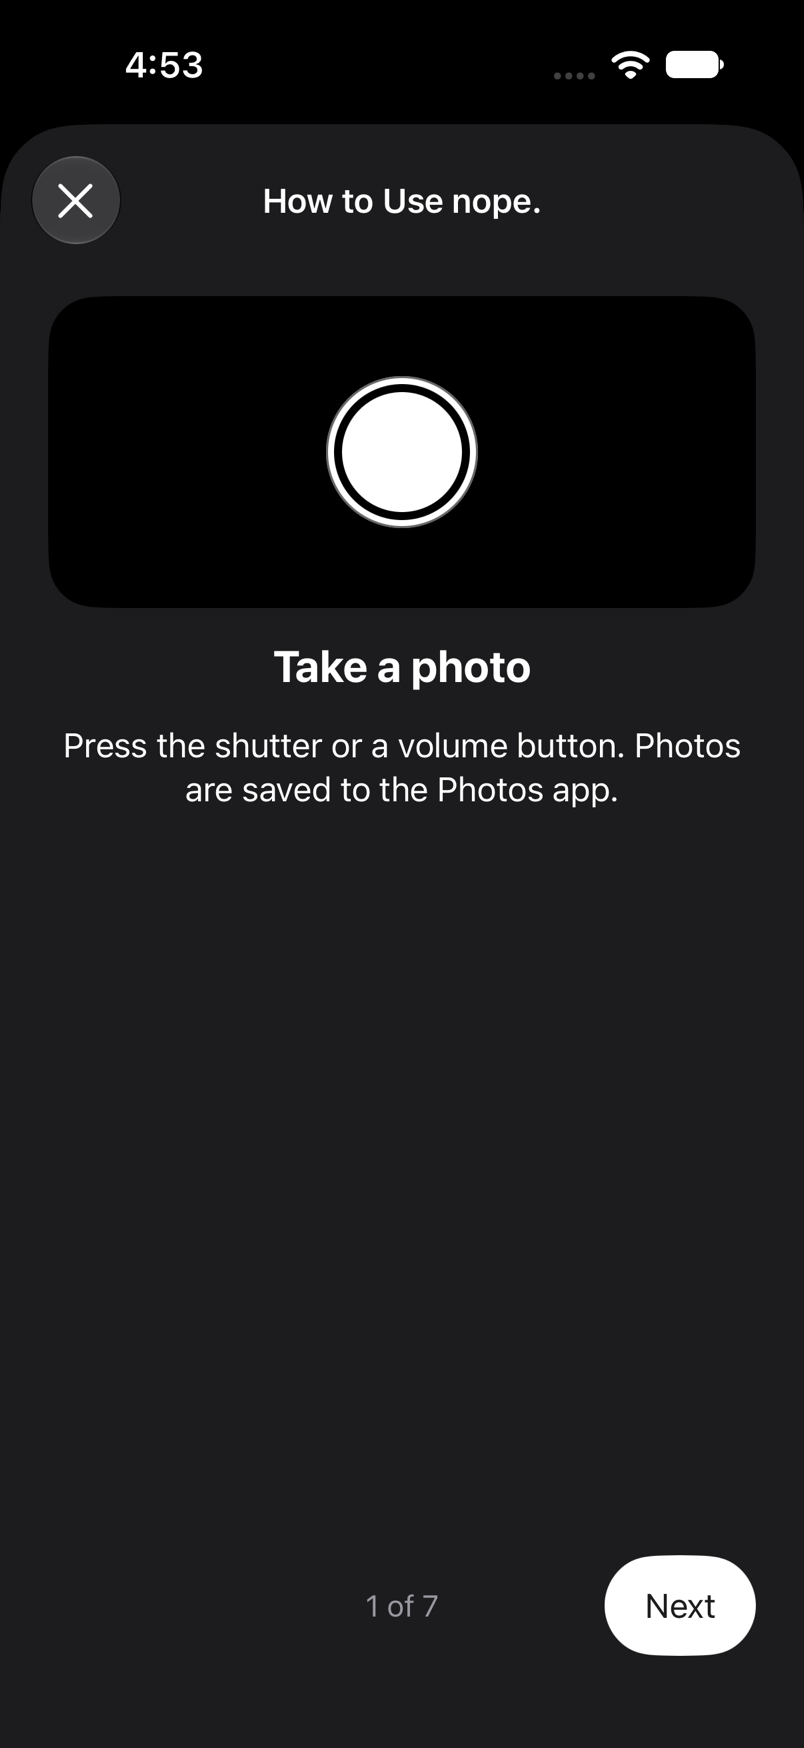 4:53
How to Use nope.
Take a photo
Press the shutter or a volume button. Photos
are saved to the Photos app.
1 of 7
Next